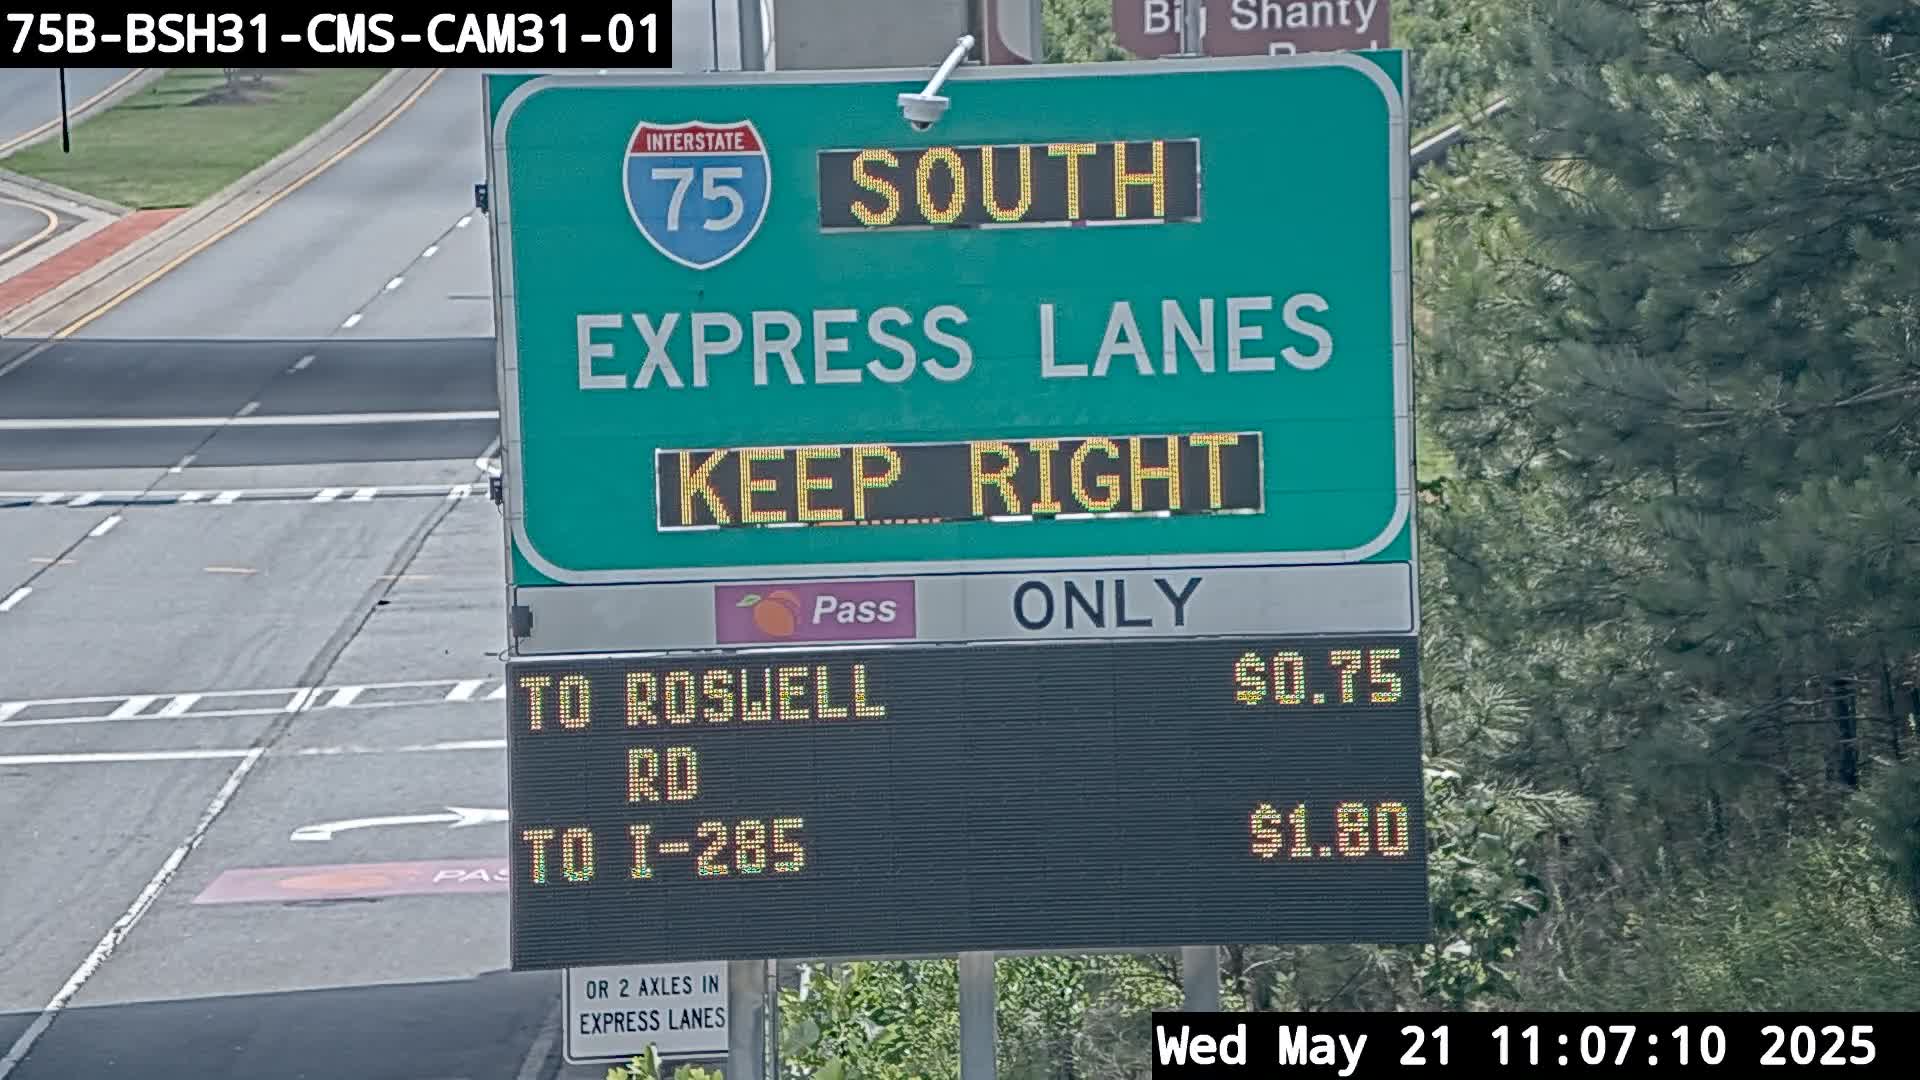 75B-BSH31-CMS-CAM31-01
Big Shanty
INTERSTATE
75
SOUTH
EXPRESS LANES
KEEP RIGHT
Pass ONLY
TO ROSWELL $0.75
RD
TO I-285 $1.80
OR 2 AXLES IN
EXPRESS LANES
Wed May 21 11:07:10 2025